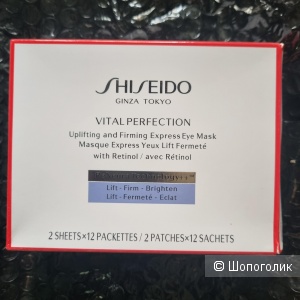 SHISEIDO
GINZA TOKYO
VITAL PERFECTION
Uplifting and Firming Express Eye Mask
Masque Express Yeux Lift Fermeté
with Retinol / avec Rétinol
Lift - Firm - Brighten
Lift - Fermeté - Eclat
2 SHEETS×12 PACKETTES / 2 PATCHES×12 SACHETS
© Шопоголик